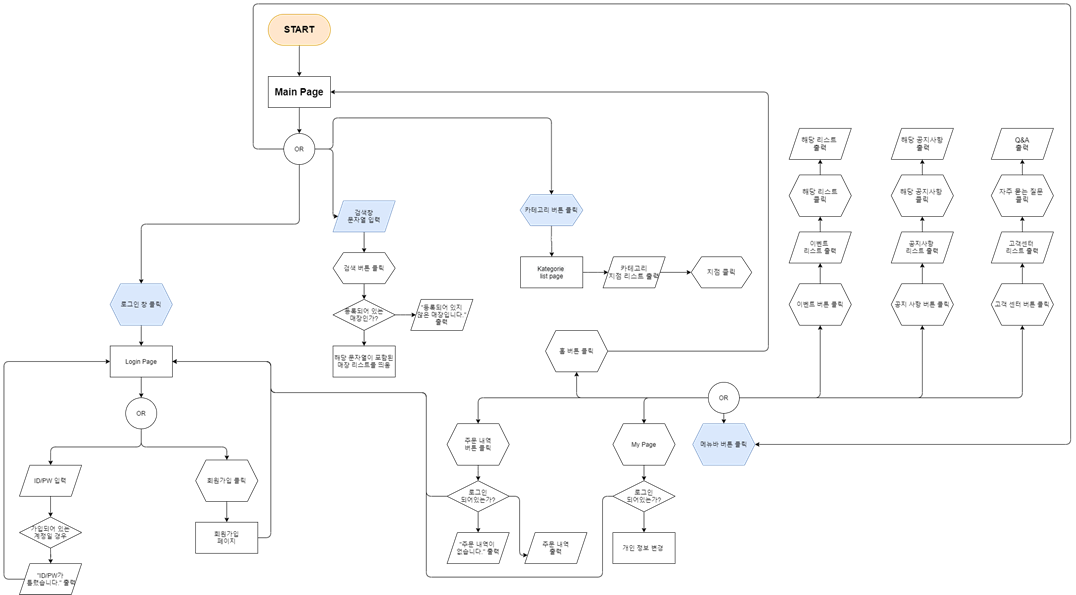 START
Main Page
OR
검색창
문자열 입력
카테고리 버튼 클릭
해당 리스트
출력
해당 공지사항
출력
Q&A
출력
해당 리스트
클릭
해당 공지사항
클릭
자주 묻는 질문
클릭
이벤트
리스트 출력
공지사항
리스트 출력
고객센터
리스트 출력
이벤트 버튼 클릭
공지 사항 버튼 클릭
고객 센터 버튼 클릭
검색 버튼 클릭
Kategorie
list page
카테고리
지점 리스트 출력
지점 클릭
로그인 창 클릭
등록되어 있는
매장인가?
"등록되어 있지
않은 매장입니다."
출력
해당 문자열이 포함된
매장 리스트를 띄움
홈 버튼 클릭
Login Page
OR
OR
주문 내역
버튼 클릭
My Page
메뉴바 버튼 클릭
ID/PW 입력
회원가입 클릭
로그인
되어있는가?
로그인
되어있는가?
가입되어 있는
계정일 경우
회원가입
페이지
"주문 내역이
없습니다." 출력
주문 내역
출력
개인 정보 변경
"ID/PW가
틀렸습니다." 출력